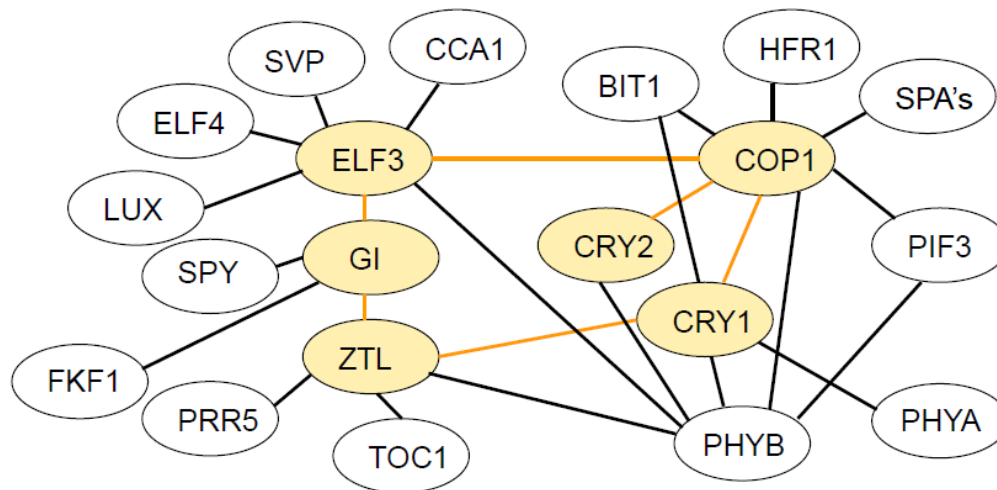 SVP
CCA1
HFR1
BIT1
SPA's
ELF4
ELF3
COP1
LUX
CRY2
PIF3
SPY
GI
CRY1
ZTL
FKF1
PRR5
TOC1
PHYB
PHYA